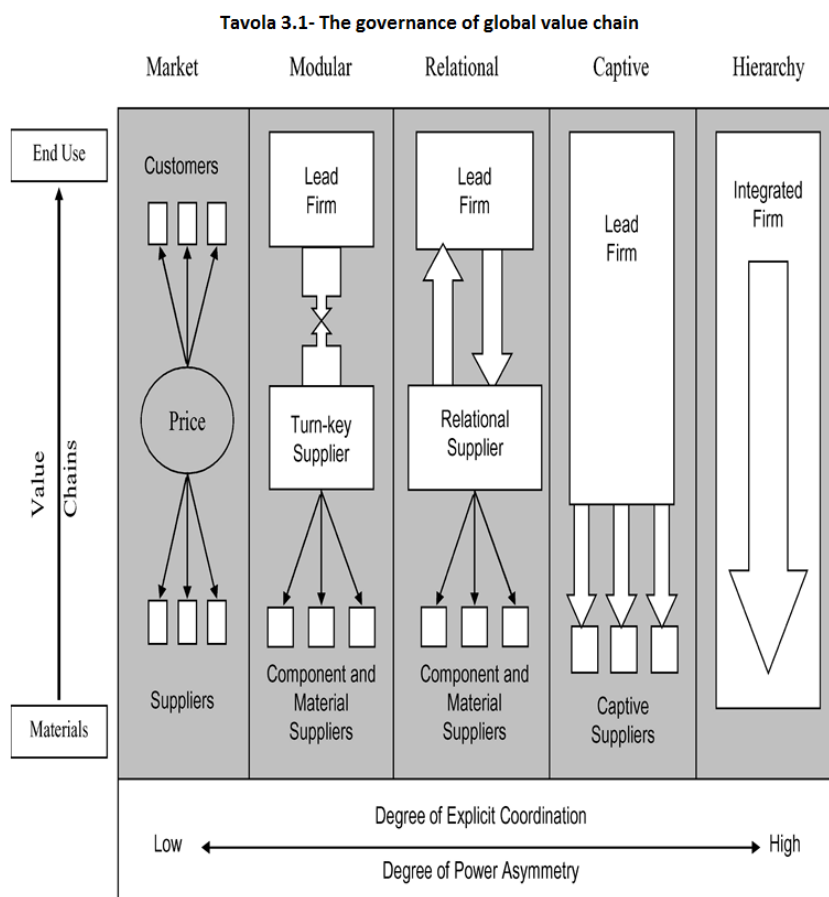 Tavola 3.1- The governance of global value chain
Market
Modular
Relational
Captive
Hierarchy
End Use
Value
Chains
Materials
Customers
Price
Suppliers
Lead
Firm
Turn-key
Supplier
Component and
Material
Suppliers
Lead
Firm
Relational
Supplier
Component and
Material
Suppliers
Lead
Firm
Captive
Suppliers
Integrated
Firm
Degree of Explicit Coordination
Low
High
Degree of Power Asymmetry